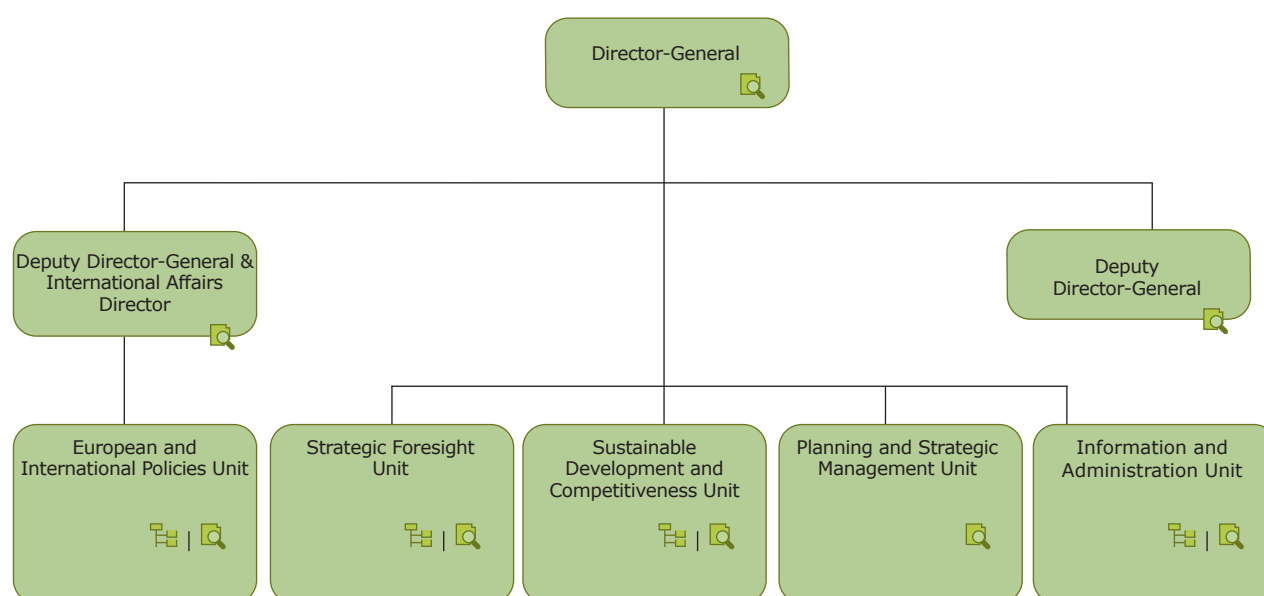 Director-General
Deputy Director-General &
International Affairs
Director
Deputy
Director-General
European and
International Policies Unit
|
Strategic Foresight
Unit
|
Sustainable
Development and
Competitiveness Unit
|
Planning and Strategic
Management Unit
Information and
Administration Unit
|